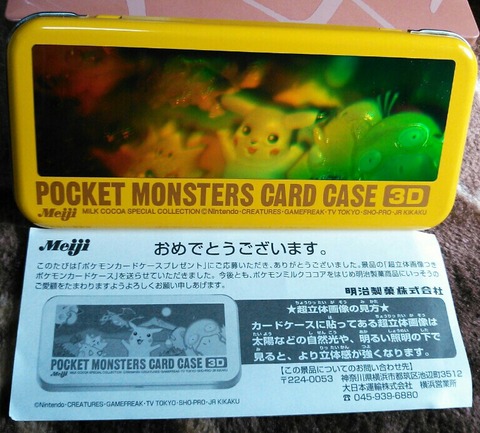 POCKET MONSTERS CARD CASE 3D
Meiji MILK COCOA SPECIAL COLLECTION ©Nintendo・CREATURES・GAMEFREAK・TV TOKYO・SHO-PRO・JR KIKAKU
Meiji
おめでとうございます。
このたびは「ポケモンカードケースプレゼント」にご応募いただき、ありがとうございました。景品の「超立体画像つき
ポケモンカードケース」を送らせていただきました。今後とも、ポケモンミルクココアをはじめ明治製菓商品にいっそうの
ご愛顧をたまわりますようよろしくお願い申しあげます。
明治製菓株式会社
POCKET MONSTERS CARD CASE 3D
Meiji
©Nintendo・CREATURES・GAMEFREAK・TV TOKYO・SHO-PRO・JR KIKAKU
★超立体画像の見方★
カードケースに貼ってある超立体画像は
太陽などの自然光や、明るい照明の下で
見ると、より立体感が強くなります。
【この景品についてのお問い合わせ先】
〒224-0053 神奈川県横浜市都筑区池辺町3512
大日本運輸株式会社 横浜営業所
☎ 045-939-6880